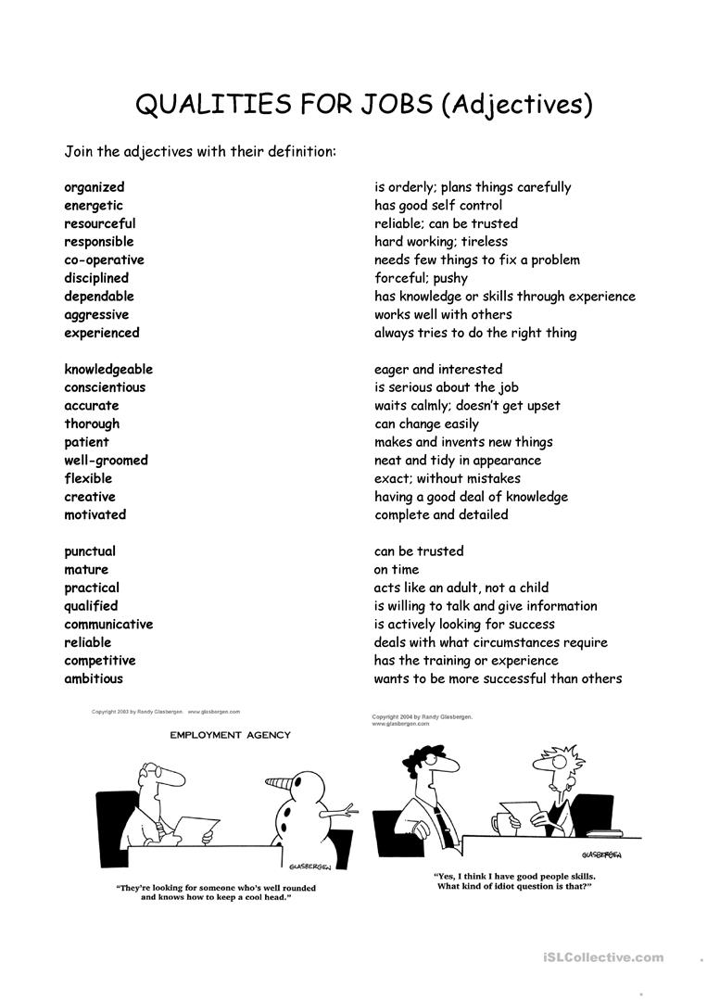 QUALITIES FOR JOBS (Adjectives)
Join the adjectives with their definition:
organized is orderly; plans things carefully
energetic has good self control
resourceful reliable; can be trusted
responsible hard working; tireless
co-operative needs few things to fix a problem
disciplined forceful; pushy
dependable has knowledge or skills through experience
aggressive works well with others
experienced always tries to do the right thing
knowledgeable eager and interested
conscientious is serious about the job
accurate waits calmly; doesn't get upset
thorough can change easily
patient makes and invents new things
well-groomed neat and tidy in appearance
flexible exact; without mistakes
creative having a good deal of knowledge
motivated complete and detailed
punctual can be trusted
mature on time
practical acts like an adult, not a child
qualified is willing to talk and give information
communicative is actively looking for success
reliable deals with what circumstances require
competitive has the training or experience
ambitious wants to be more successful than others
Copyright 2003 by Randy Glasbergen. www.glasbergen.com
EMPLOYMENT AGENCY
GLASBERGEN
"They're looking for someone who's well rounded
and knows how to keep a cool head."
Copyright 2004 by Randy Glasbergen.
www.glasbergen.com
GLASBERGEN
"Yes, I think I have good people skills.
What kind of idiot question is that?"
iSLCollective.com